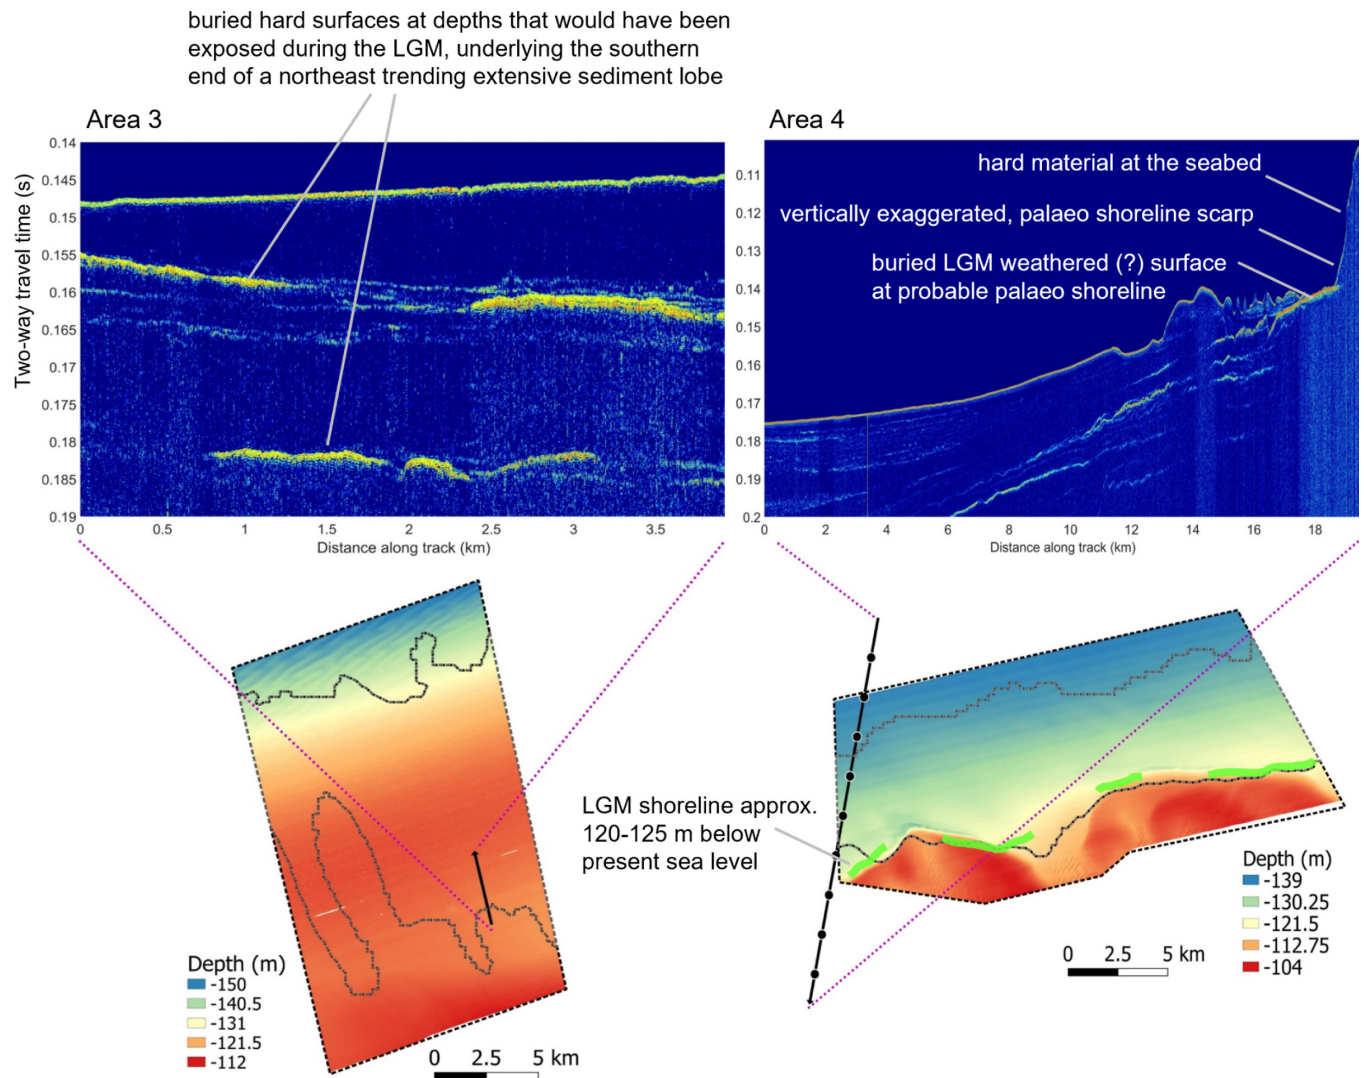 buried hard surfaces at depths that would have been
exposed during the LGM, underlying the southern
end of a northeast trending extensive sediment lobe
Area 3
Two-way travel time (s)
0.14
0.145
0.15
0.155
0.16
0.165
0.17
0.175
0.18
0.185
0.19
0 0.5 1 1.5 2 2.5 3 3.5
Distance along track (km)
Area 4
hard material at the seabed
vertically exaggerated, palaeo shoreline scarp
buried LGM weathered (?) surface
at probable palaeo shoreline
0.11
0.12
0.13
0.14
0.15
0.16
0.17
0.18
0.19
0.2
0 2 4 6 8 10 12 14 16 18
Distance along track (km)
Depth (m)
-150
-140.5
-131
-121.5
-112
0 2.5 5 km
LGM shoreline approx.
120-125 m below
present sea level
Depth (m)
-139
-130.25
-121.5
-112.75
-104
0 2.5 5 km